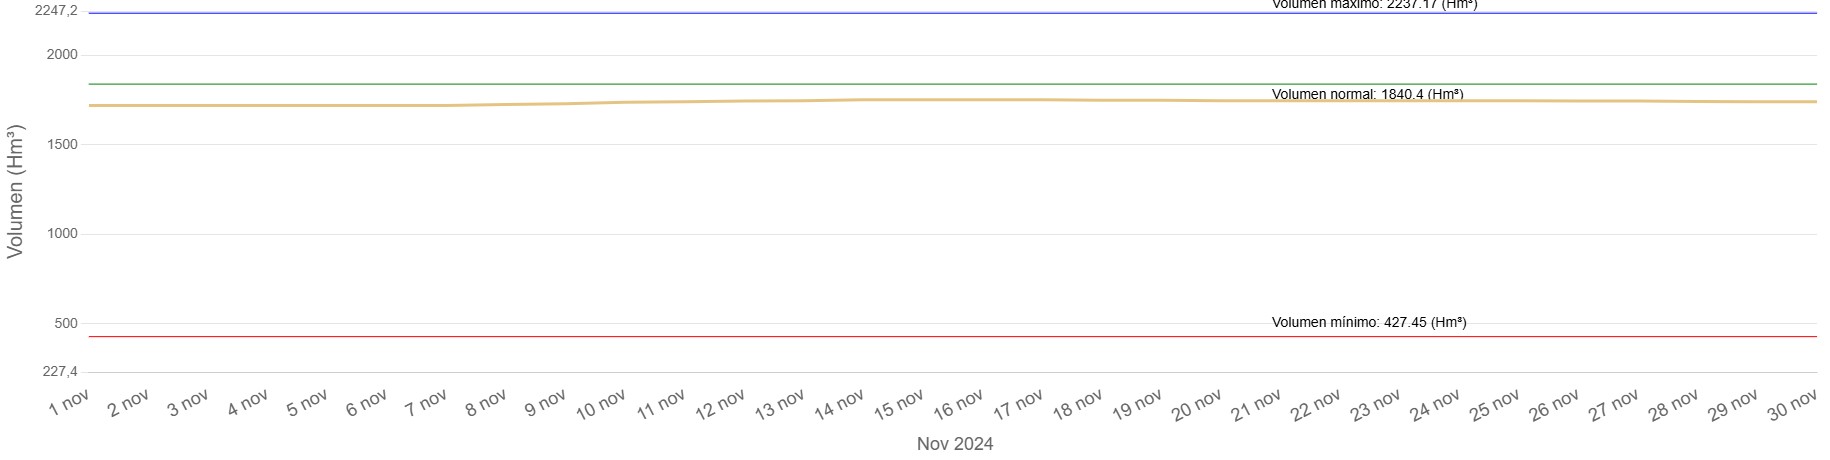 2247,2
Volumen máximo: 2237.17 (Hm³)
2000
Volumen normal: 1840.4 (Hm³)
1500
Volumen (Hm³)
1000
500
Volumen mínimo: 427.45 (Hm³)
227,4
1 nov
2 nov
3 nov
4 nov
5 nov
6 nov
7 nov
8 nov
9 nov
10 nov
11 nov
12 nov
13 nov
14 nov
15 nov
16 nov
17 nov
18 nov
19 nov
20 nov
21 nov
22 nov
23 nov
24 nov
25 nov
26 nov
27 nov
28 nov
29 nov
30 nov
Nov 2024